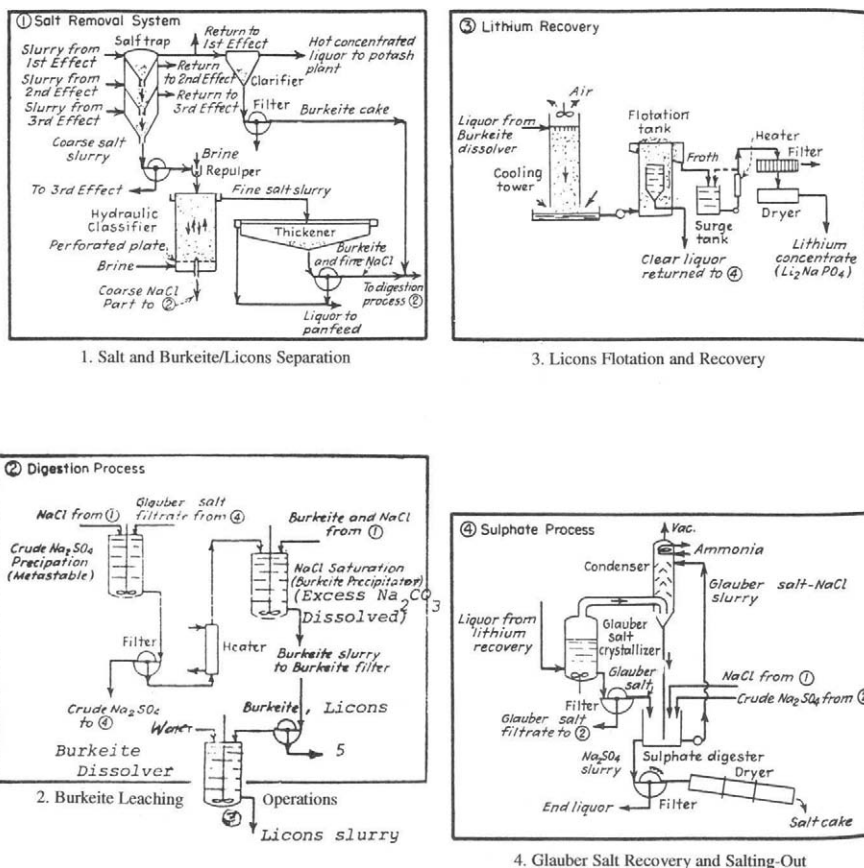 ① Salt Removal System
Salt trap
Slurry from
1st Effect
Slurry from
2nd Effect
Slurry from
3rd Effect
Return to
1st Effect
Return
to 2nd Effect
Return to
3rd Effect
Hot concentrated
liquor to potash
plant
Clarifier
Filter
Burkeite cake
Coarse salt
slurry
Brine
Repulper
To 3rd Effect
Fine salt slurry
Hydraulic
Classifier
Perforated plate
Brine
Thickener
Burkeite
and fine NaCl
To digestion
process ②
Coarse NaCl
Part to ②
Liquor to
pan feed
1. Salt and Burkeite/Licons Separation
③ Lithium Recovery
Air
Liquor from
Burkeite
dissolver
Cooling
tower
Flotation
tank
Froth
Heater
Filter
Dryer
Surge
tank
Clear liquor
returned to ④
Lithium
concentrate
(Li2NaPO4)
3. Licons Flotation and Recovery
② Digestion Process
NaCl from ①
Glauber salt
filtrate from ④
Crude Na2SO4
Precipation
(Metastable)
Burkeite and NaCl
from ①
NaCl Saturation
(Burkeite Precipitator)
(Excess Na2CO3
Dissolved)
Filter
Heater
Burkeite slurry
to Burkeite filter
Crude Na2SO4
to ④
Burkeite, Licons
Water
5
Burkeite
Dissolver
2. Burkeite Leaching Operations
③
Licons slurry
④ Sulphate Process
Vac.
Ammonia
Condenser
Glauber salt-NaCl
slurry
Liquor from
lithium
recovery
Glauber
salt
crystallizer
Glauber
salt
Filter
Glauber salt
filtrate to ②
NaCl from ①
Crude Na2SO4 from ②
Na2SO4
slurry
Sulphate digester
Dryer
End liquor
Filter
Salt cake
4. Glauber Salt Recovery and Salting-Out